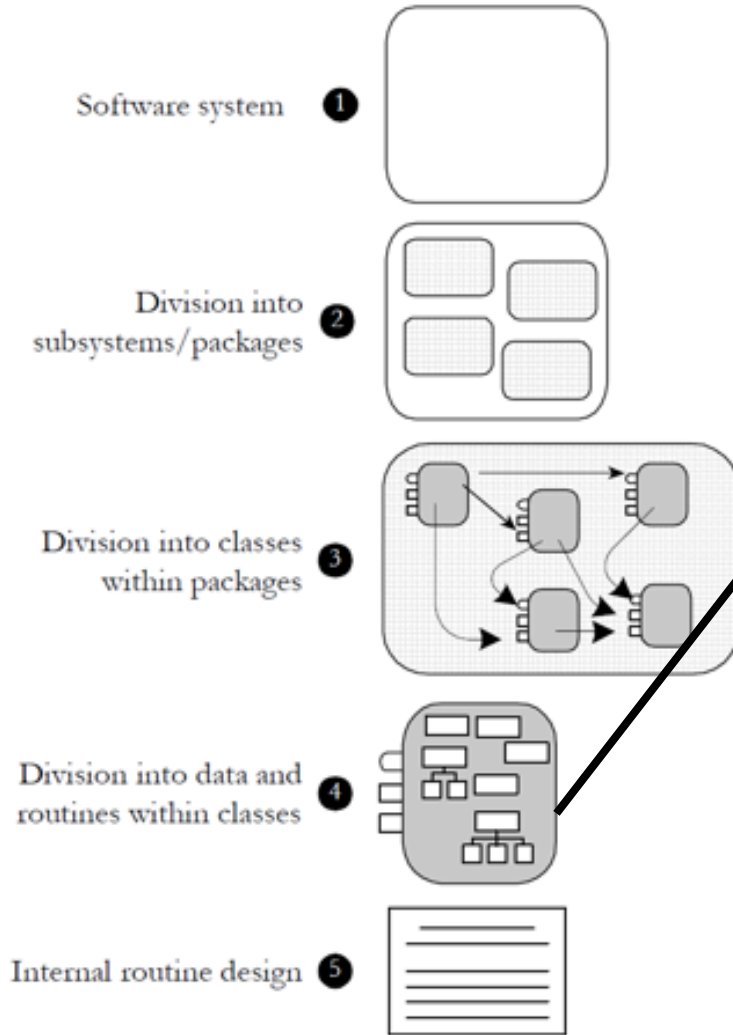 Software system 1
Division into
subsystems/packages 2
Division into classes
within packages 3
Division into data and
routines within classes 4
Internal routine design 5